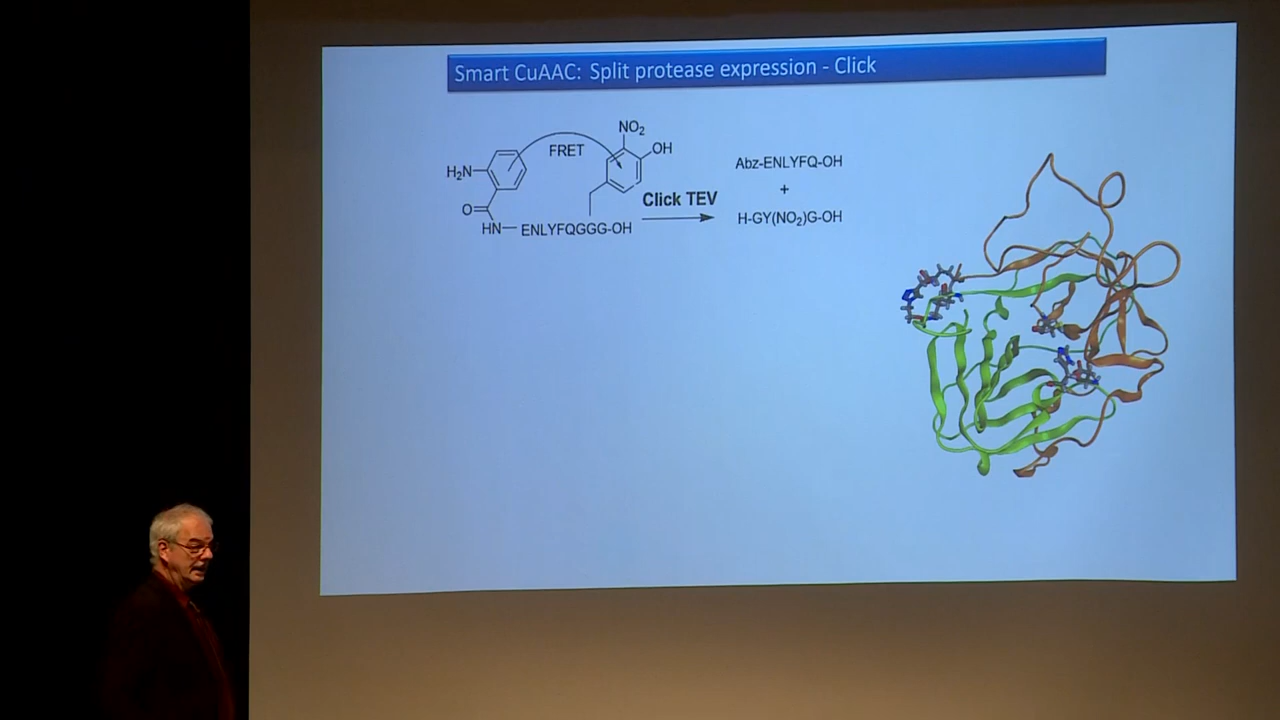 Smart CuAAC: Split protease expression - Click
NO2
OH
FRET
H2N
O
HN
ENLYFQGGG-OH
Click TEV
Abz-ENLYFQ-OH
+
H-GY(NO2)G-OH